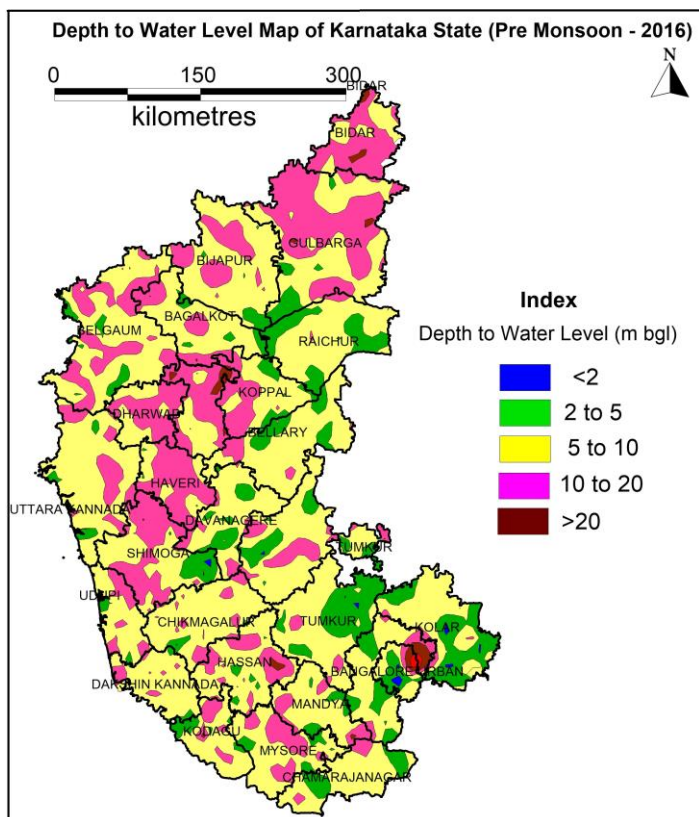 Depth to Water Level Map of Karnataka State (Pre Monsoon - 2016)
0 150 300
kilometres
N
BIDAR
BIDAR
GULBARGA
BIJAPUR
BAGALKOT
BELGAUM
RAICHUR
KOPPAL
DHARWAD
BELLARY
HAVERI
UTTARA KANNADA
DAVANAGERE
SHIMOGA
TUMKUR
UDUPI
CHIKMAGALUR
TUMKUR
KOLAR
HASSAN
BANGALORE URBAN
DAKSHIN KANNADA
MANDYA
KODAGU
MYSORE
CHAMARAJANAGAR
Index
Depth to Water Level (m bgl)
<2
2 to 5
5 to 10
10 to 20
>20